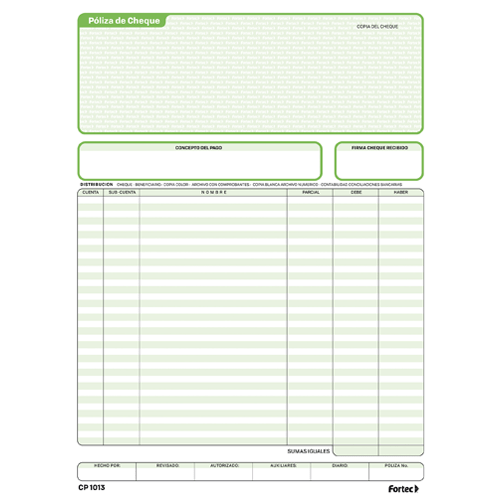 Póliza de Cheque
COPIA DEL CHEQUE
CONCEPTO DEL PAGO
FIRMA CHEQUE RECIBIDO
DISTRIBUCION CHEQUE - BENEFICIARIO - COPIA COLOR - ARCHIVO CON COMPROBANTES - COPIA BLANCA ARCHIVO NUMERICO - CONTABILIDAD CONCILIACIONES BANCARIAS
CUENTA SUB-CUENTA NOMBRE PARCIAL DEBE HABER
SUMAS IGUALES
HECHO POR: REVISADO: AUTORIZADO: AUXILIARES: DIARIO: POLIZA No.
CP 1013
Fortec